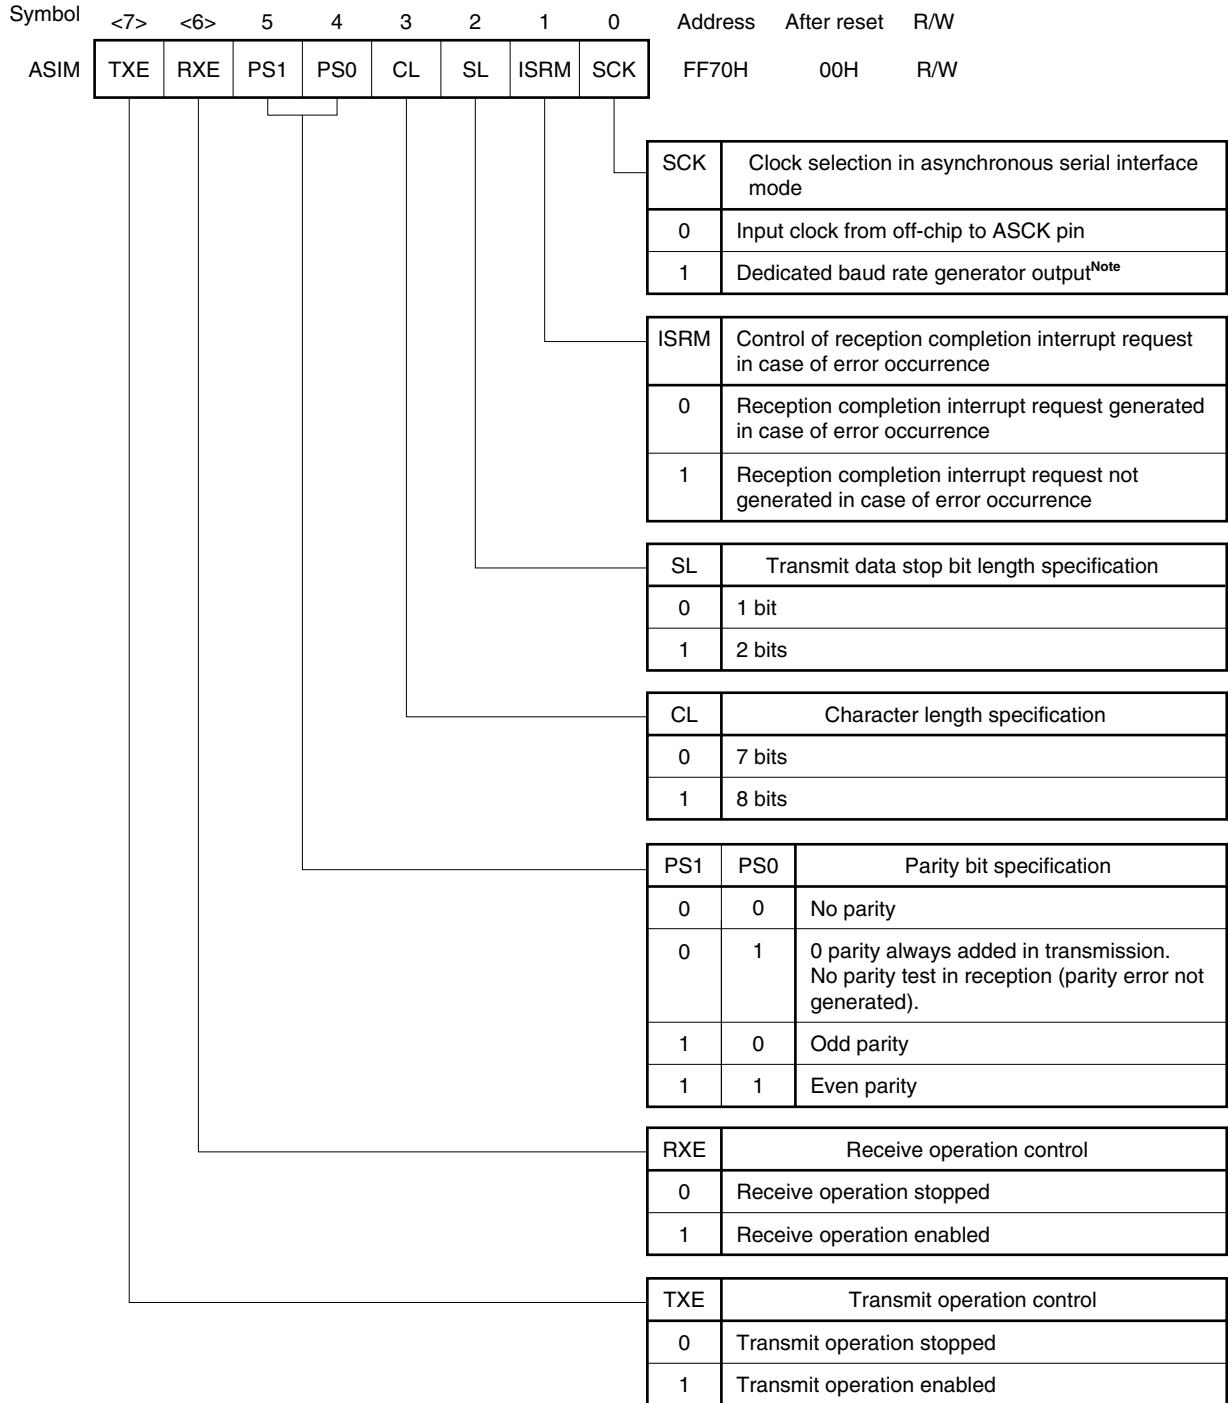 Symbol <7> <6> 5 4 3 2 1 0 Address After reset R/W
ASIM TXE RXE PS1 PS0 CL SL ISRM SCK FF70H 00H R/W
SCK Clock selection in asynchronous serial interface
mode
0 Input clock from off-chip to ASCK pin
1 Dedicated baud rate generator outputNote
ISRM Control of reception completion interrupt request
in case of error occurrence
0 Reception completion interrupt request generated
in case of error occurrence
1 Reception completion interrupt request not
generated in case of error occurrence
SL Transmit data stop bit length specification
0 1 bit
1 2 bits
CL Character length specification
0 7 bits
1 8 bits
PS1 PS0 Parity bit specification
0 0 No parity
0 1 0 parity always added in transmission.
No parity test in reception (parity error not
generated).
1 0 Odd parity
1 1 Even parity
RXE Receive operation control
0 Receive operation stopped
1 Receive operation enabled
TXE Transmit operation control
0 Transmit operation stopped
1 Transmit operation enabled